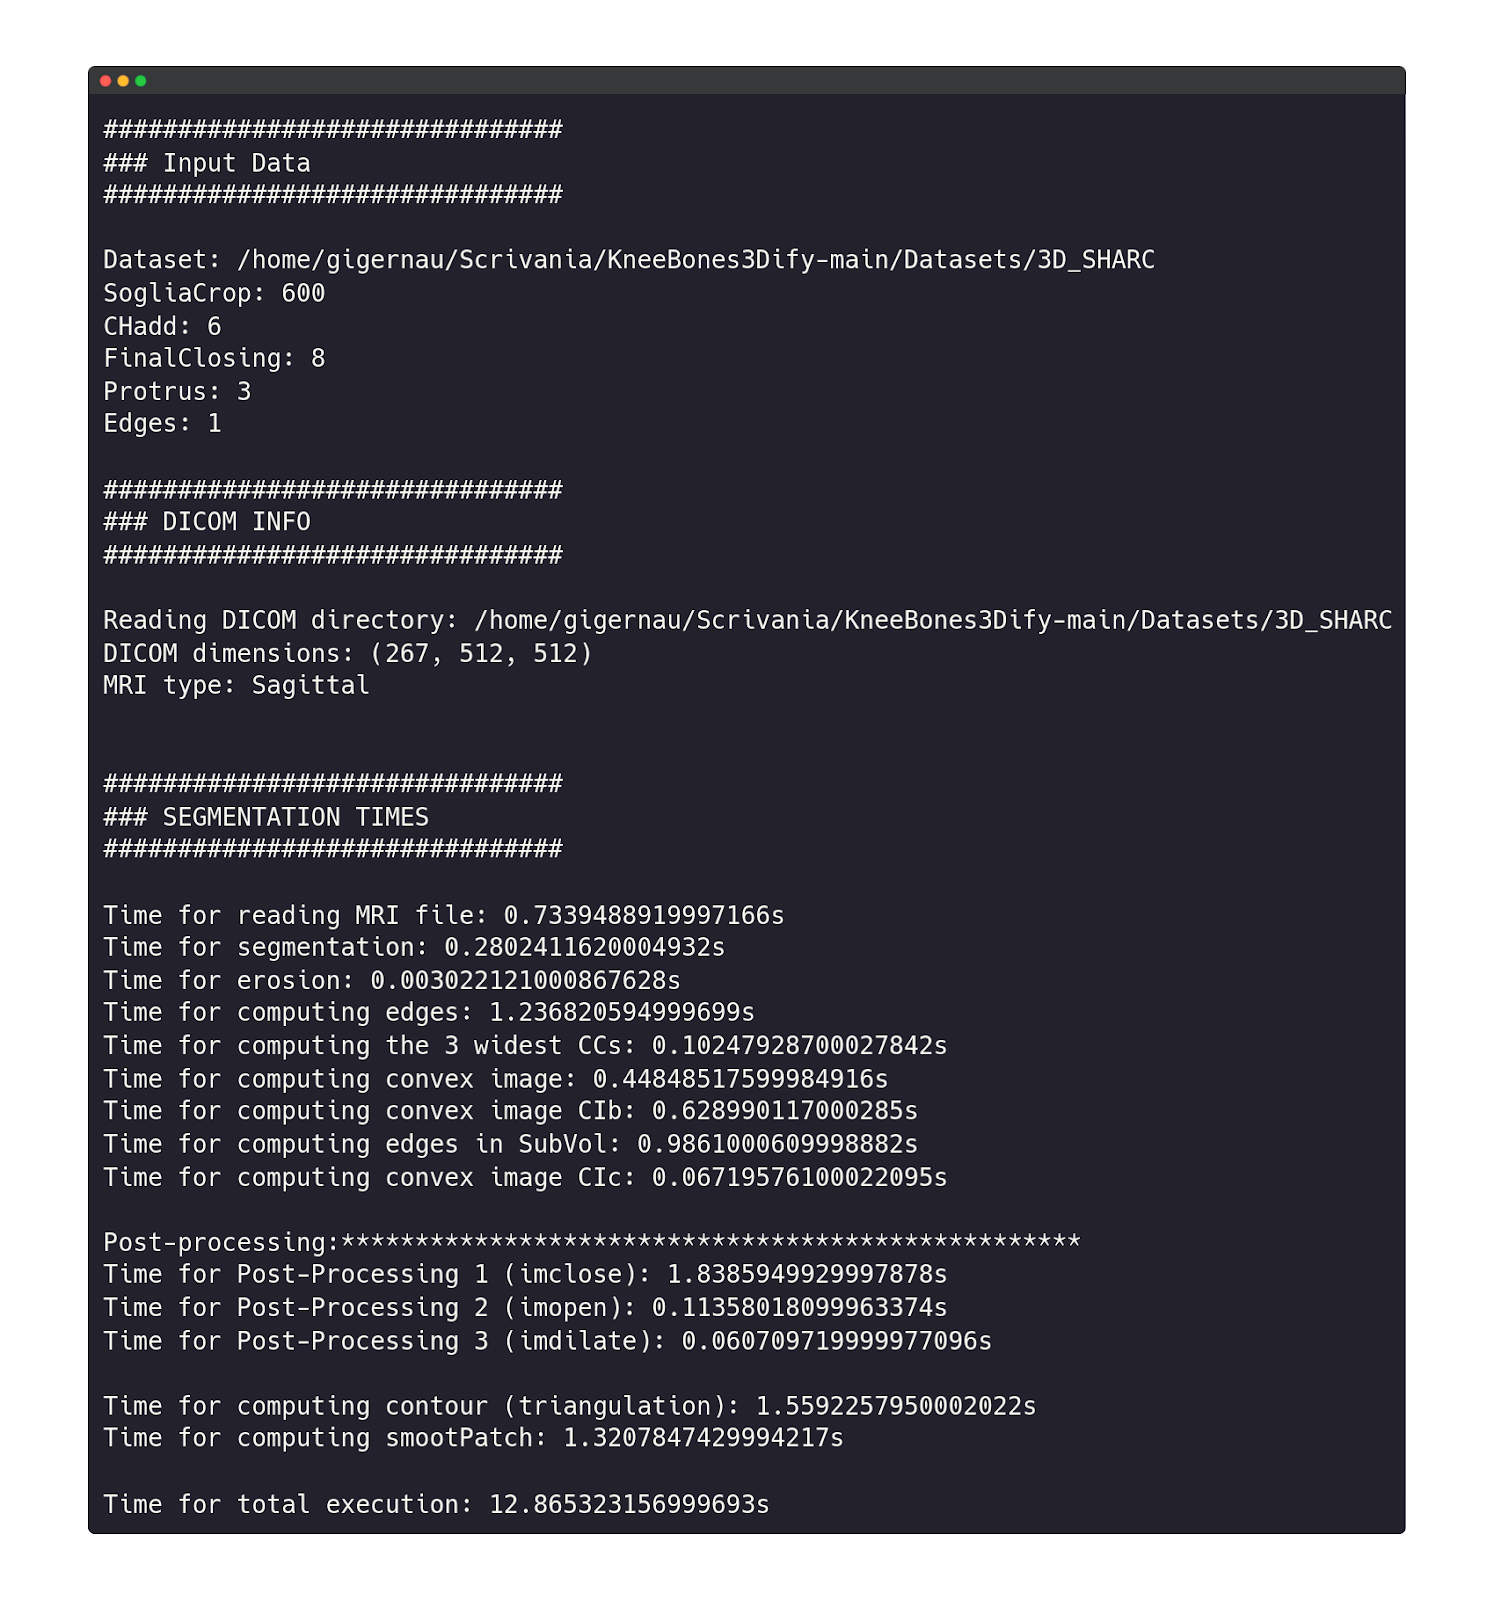 ###############################
### Input Data
###############################
Dataset: /home/gigernau/Scrivania/KneeBones3Dify-main/Datasets/3D_SHARC
SogliaCrop: 600
CHadd: 6
FinalClosing: 8
Protrus: 3
Edges: 1
###############################
### DICOM INFO
###############################
Reading DICOM directory: /home/gigernau/Scrivania/KneeBones3Dify-main/Datasets/3D_SHARC
DICOM dimensions: (267, 512, 512)
MRI type: Sagittal
###############################
### SEGMENTATION TIMES
###############################
Time for reading MRI file: 0.7339488919997166s
Time for segmentation: 0.2802411620004932s
Time for erosion: 0.003022121000867628s
Time for computing edges: 1.236820594999699s
Time for computing the 3 widest CCs: 0.10247928700027842s
Time for computing convex image: 0.44848517599984916s
Time for computing convex image CIb: 0.628990117000285s
Time for computing edges in SubVol: 0.9861000609998882s
Time for computing convex image CIc: 0.06719576100022095s
Post-processing:**************************************************
Time for Post-Processing 1 (imclose): 1.8385949929997878s
Time for Post-Processing 2 (imopen): 0.11358018099963374s
Time for Post-Processing 3 (imdilate): 0.060709719999977096s
Time for computing contour (triangulation): 1.5592257950002022s
Time for computing smootPatch: 1.3207847429994217s
Time for total execution: 12.865323156999693s